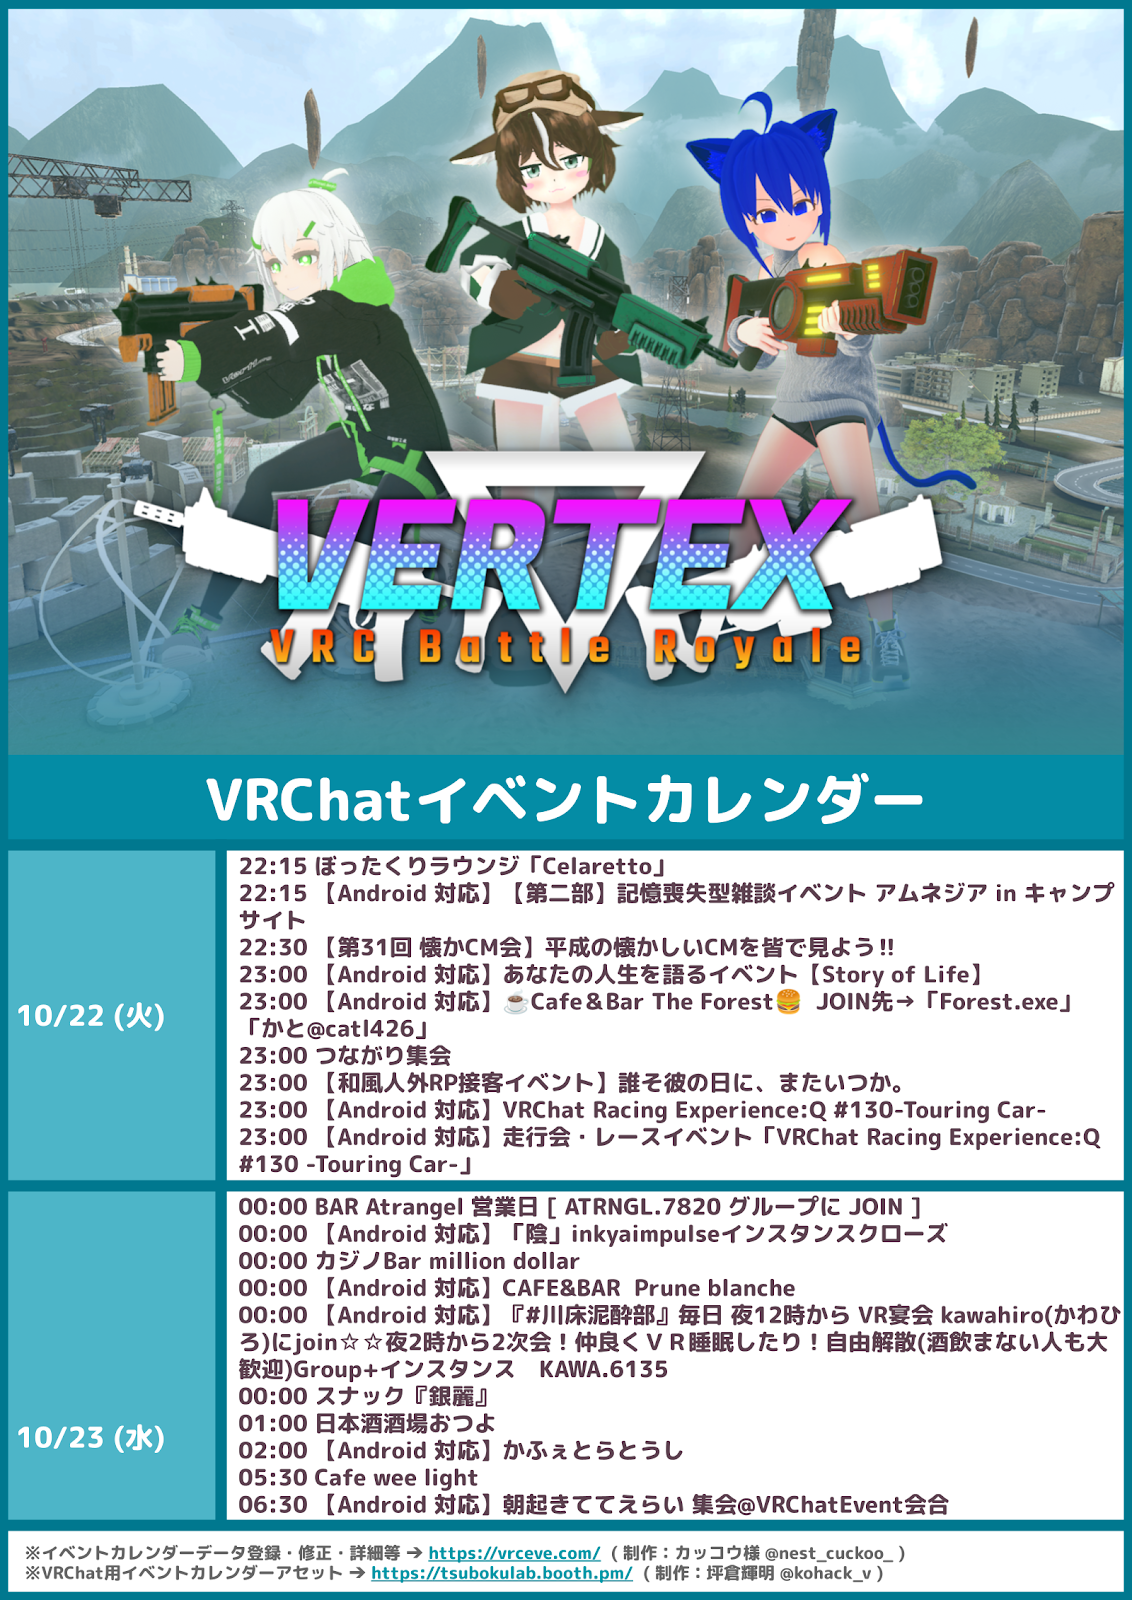 VERTEX
VRC Battle Royale
VRChatイベントカレンダー
10/22 (火)
22:15 ぼったくりラウンジ「Celaretto」
22:15 【Android 対応】【第二部】記憶喪失型雑談イベント アムネジア in キャンプ
サイト
22:30 【第31回 懐かCM会】平成の懐かしいCMを皆で見よう!!
23:00 【Android 対応】あなたの人生を語るイベント【Story of Life】
23:00 【Android 対応】☕Cafe＆Bar The Forest🍔 JOIN先→「Forest.exe」
「かと@catl426」
23:00 つながり集会
23:00 【和風人外RP接客イベント】誰そ彼の日に、またいつか。
23:00 【Android 対応】VRChat Racing Experience:Q #130-Touring Car-
23:00 【Android 対応】走行会・レースイベント「VRChat Racing Experience:Q
#130 -Touring Car-」
10/23 (水)
00:00 BAR Atrangel 営業日 [ ATRNGL.7820 グループに JOIN ]
00:00 【Android 対応】「陰」inkyaimpulseインスタンスクローズ
00:00 カジノBar million dollar
00:00 【Android 対応】CAFE&BAR Prune blanche
00:00 【Android 対応】『#川床泥酔部』毎日 夜12時から VR宴会 kawahiro(かわひ
ろ)にjoin☆☆夜2時から2次会！仲良くＶＲ睡眠したり！自由解散(酒飲まない人も大
歓迎)Group+インスタンス　KAWA.6135
00:00 スナック『銀麗』
01:00 日本酒酒場おつよ
02:00 【Android 対応】かふぇとらとうし
05:30 Cafe wee light
06:30 【Android 対応】朝起きててえらい 集会@VRChatEvent会合
※イベントカレンダーデータ登録・修正・詳細等 → https://vrceve.com/ ( 制作：カッコウ様 @nest_cuckoo_ )
※VRChat用イベントカレンダーアセット → https://tsubokulab.booth.pm/ ( 制作：坪倉輝明 @kohack_v )